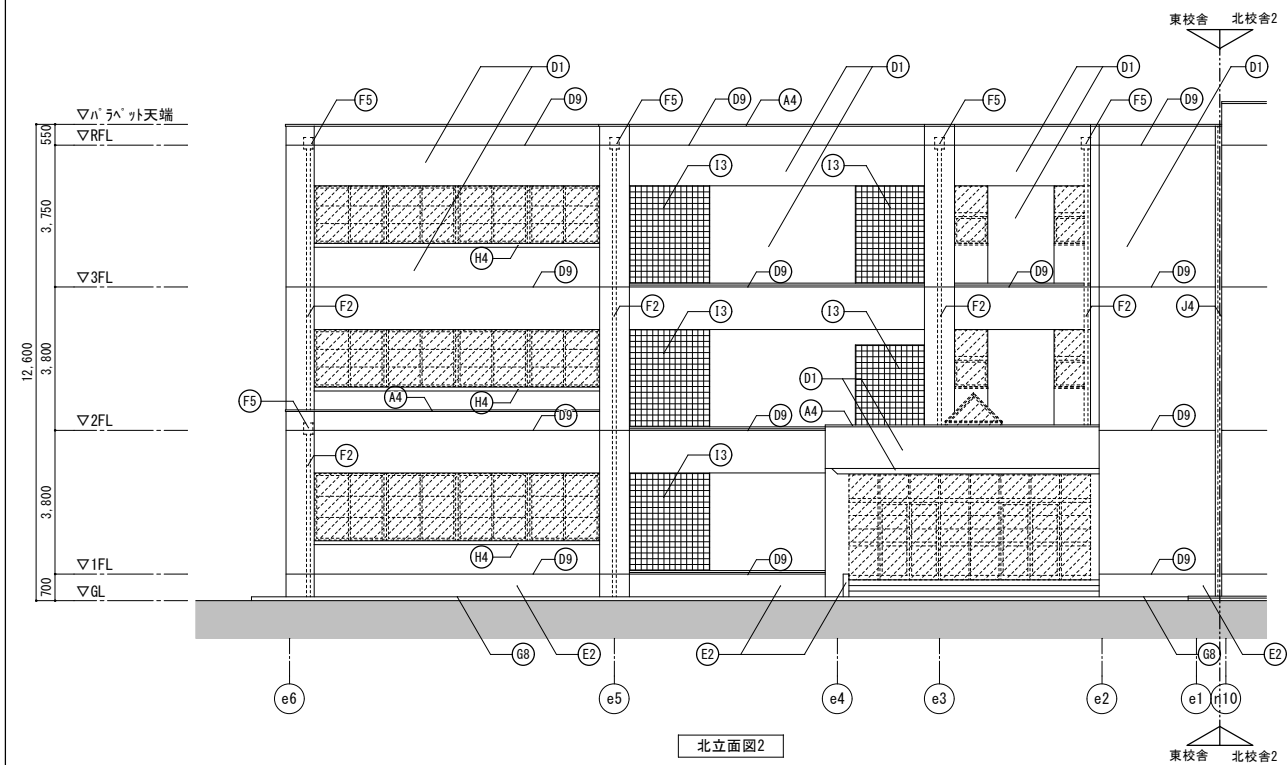 東校舎 北校舎2
D1 D1 D1 D1
F5 D9 F5 D9 A4 F5 F5 D9
▽パラペット天端
550
▽RFL
I3 I3
3,750
H4
▽3FL D9 D9 D9 D9
F2 F2 F2 F2 J4
I3 I3
12,600
3,800
D1
A4 H4
F5 A4
▽2FL D9 D9 D9
F2
I3
3,800
H4
▽1FL D9 D9 D9
700
▽GL
G8 E2 E2 G8 E2
e6 e5 e4 e3 e2 e1 n10
北立面図2
東校舎 北校舎2